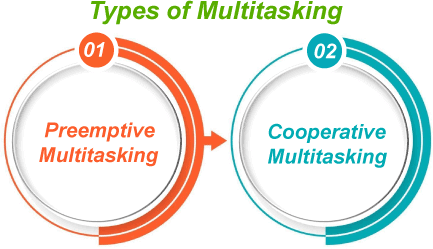 Types of Multitasking
01
Preemptive
Multitasking
02
Cooperative
Multitasking